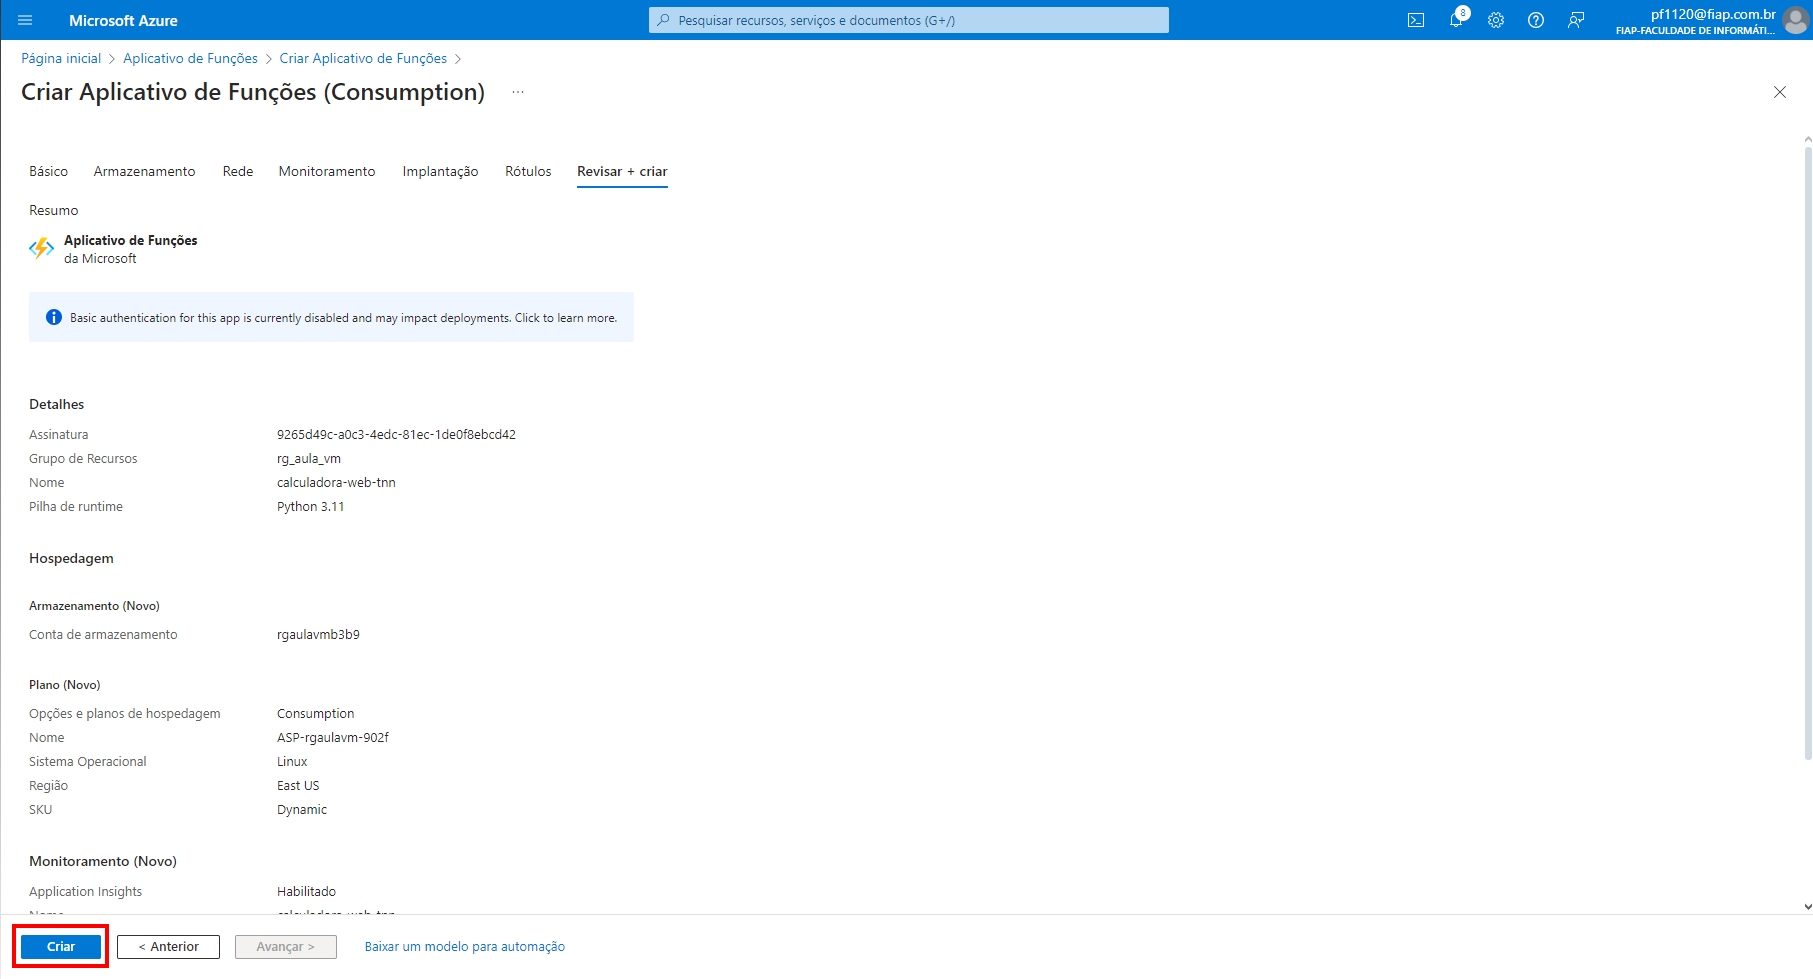 Microsoft Azure
Pesquisar recursos, serviços e documentos (G+/)
8
pf1120@fiap.com.br
FIAP-FACULDADE DE INFORMÁTI...
Página inicial > Aplicativo de Funções > Criar Aplicativo de Funções >
Criar Aplicativo de Funções (Consumption) ...
Básico Armazenamento Rede Monitoramento Implantação Rótulos Revisar + criar
Resumo
Aplicativo de Funções
da Microsoft
Basic authentication for this app is currently disabled and may impact deployments. Click to learn more.
Detalhes
Assinatura 9265d49c-a0c3-4edc-81ec-1de0f8ebcd42
Grupo de Recursos rg_aula_vm
Nome calculadora-web-tnn
Pilha de runtime Python 3.11
Hospedagem
Armazenamento (Novo)
Conta de armazenamento rgaulavmb3b9
Plano (Novo)
Opções e planos de hospedagem Consumption
Nome ASP-rgaulavm-902f
Sistema Operacional Linux
Região East US
SKU Dynamic
Monitoramento (Novo)
Application Insights Habilitado
Nome calculadora-web-tnn
Criar < Anterior Avançar > Baixar um modelo para automação